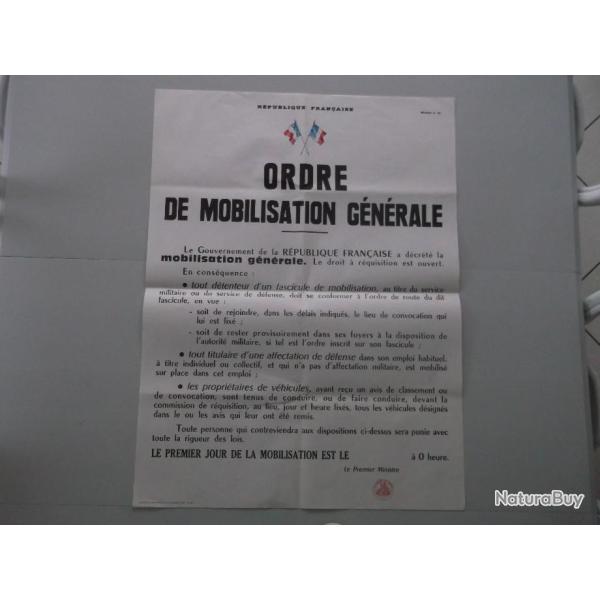 RÉPUBLIQUE FRANÇAISE
ORDRE
DE MOBILISATION GÉNÉRALE
Le Gouvernement de la RÉPUBLIQUE FRANÇAISE a décrété la
mobilisation générale. Le droit à réquisition est ouvert.
En conséquence :
• tout détenteur d'un fascicule de mobilisation, au titre du service
militaire ou du service de défense, doit se conformer à l'ordre de route du dit
fascicule, en vue :
- soit de rejoindre, dans les délais indiqués, le lieu de convocation qui
lui est fixé ;
- soit de rester provisoirement dans ses foyers à la disposition de
l'autorité militaire, si tel est l'ordre inscrit sur son fascicule ;
• tout titulaire d'une affectation de défense dans son emploi habituel,
à titre individuel ou collectif, et qui n'a pas d'affectation militaire, est mobilisé
sur place dans cet emploi ;
• les propriétaires de véhicules, ayant reçu un avis de classement ou
de convocation, sont tenus de conduire, ou de faire conduire, devant la
commission de réquisition, au lieu, jour et heure fixés, tous les véhicules désignés
dans le ou les avis qui leur ont été remis.
Toute personne qui contreviendra aux dispositions ci-dessus sera punie avec
toute la rigueur des lois.
LE PREMIER JOUR DE LA MOBILISATION EST LE à 0 heure.
Le Premier Ministre
NaturaBuy